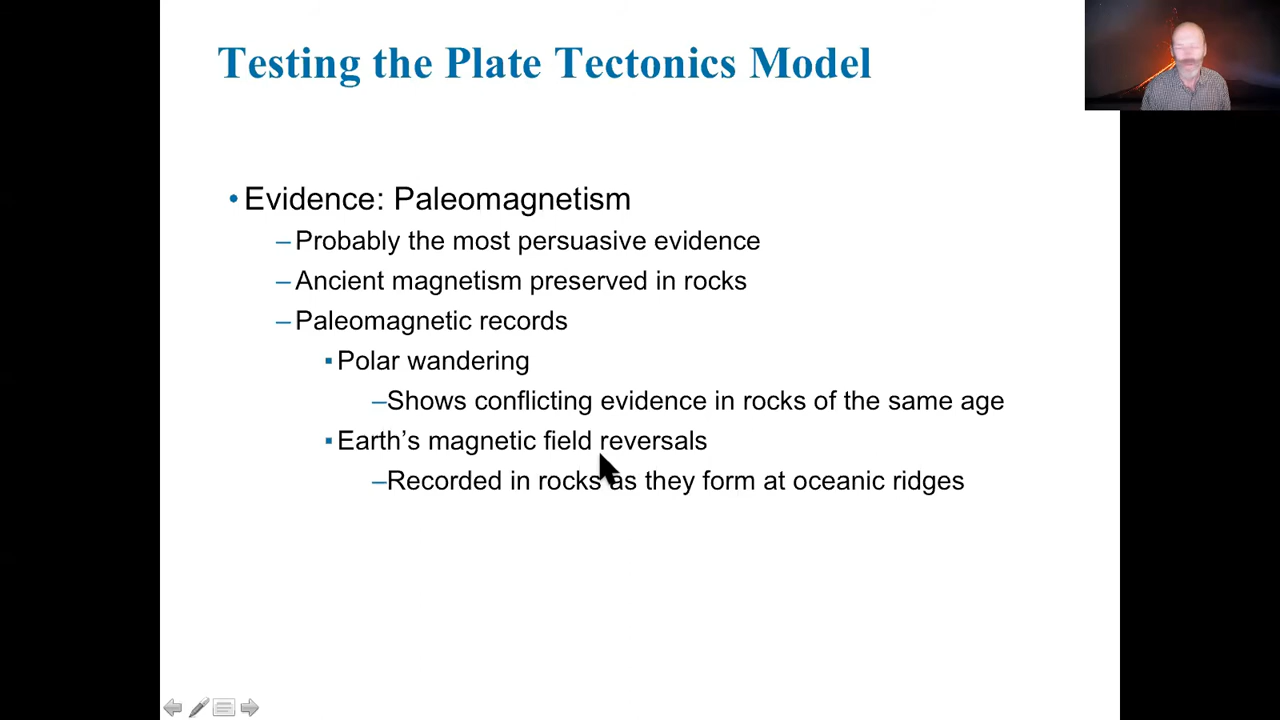 Testing the Plate Tectonics Model
• Evidence: Paleomagnetism
– Probably the most persuasive evidence
– Ancient magnetism preserved in rocks
– Paleomagnetic records
▪ Polar wandering
– Shows conflicting evidence in rocks of the same age
▪ Earth’s magnetic field reversals
– Recorded in rocks as they form at oceanic ridges